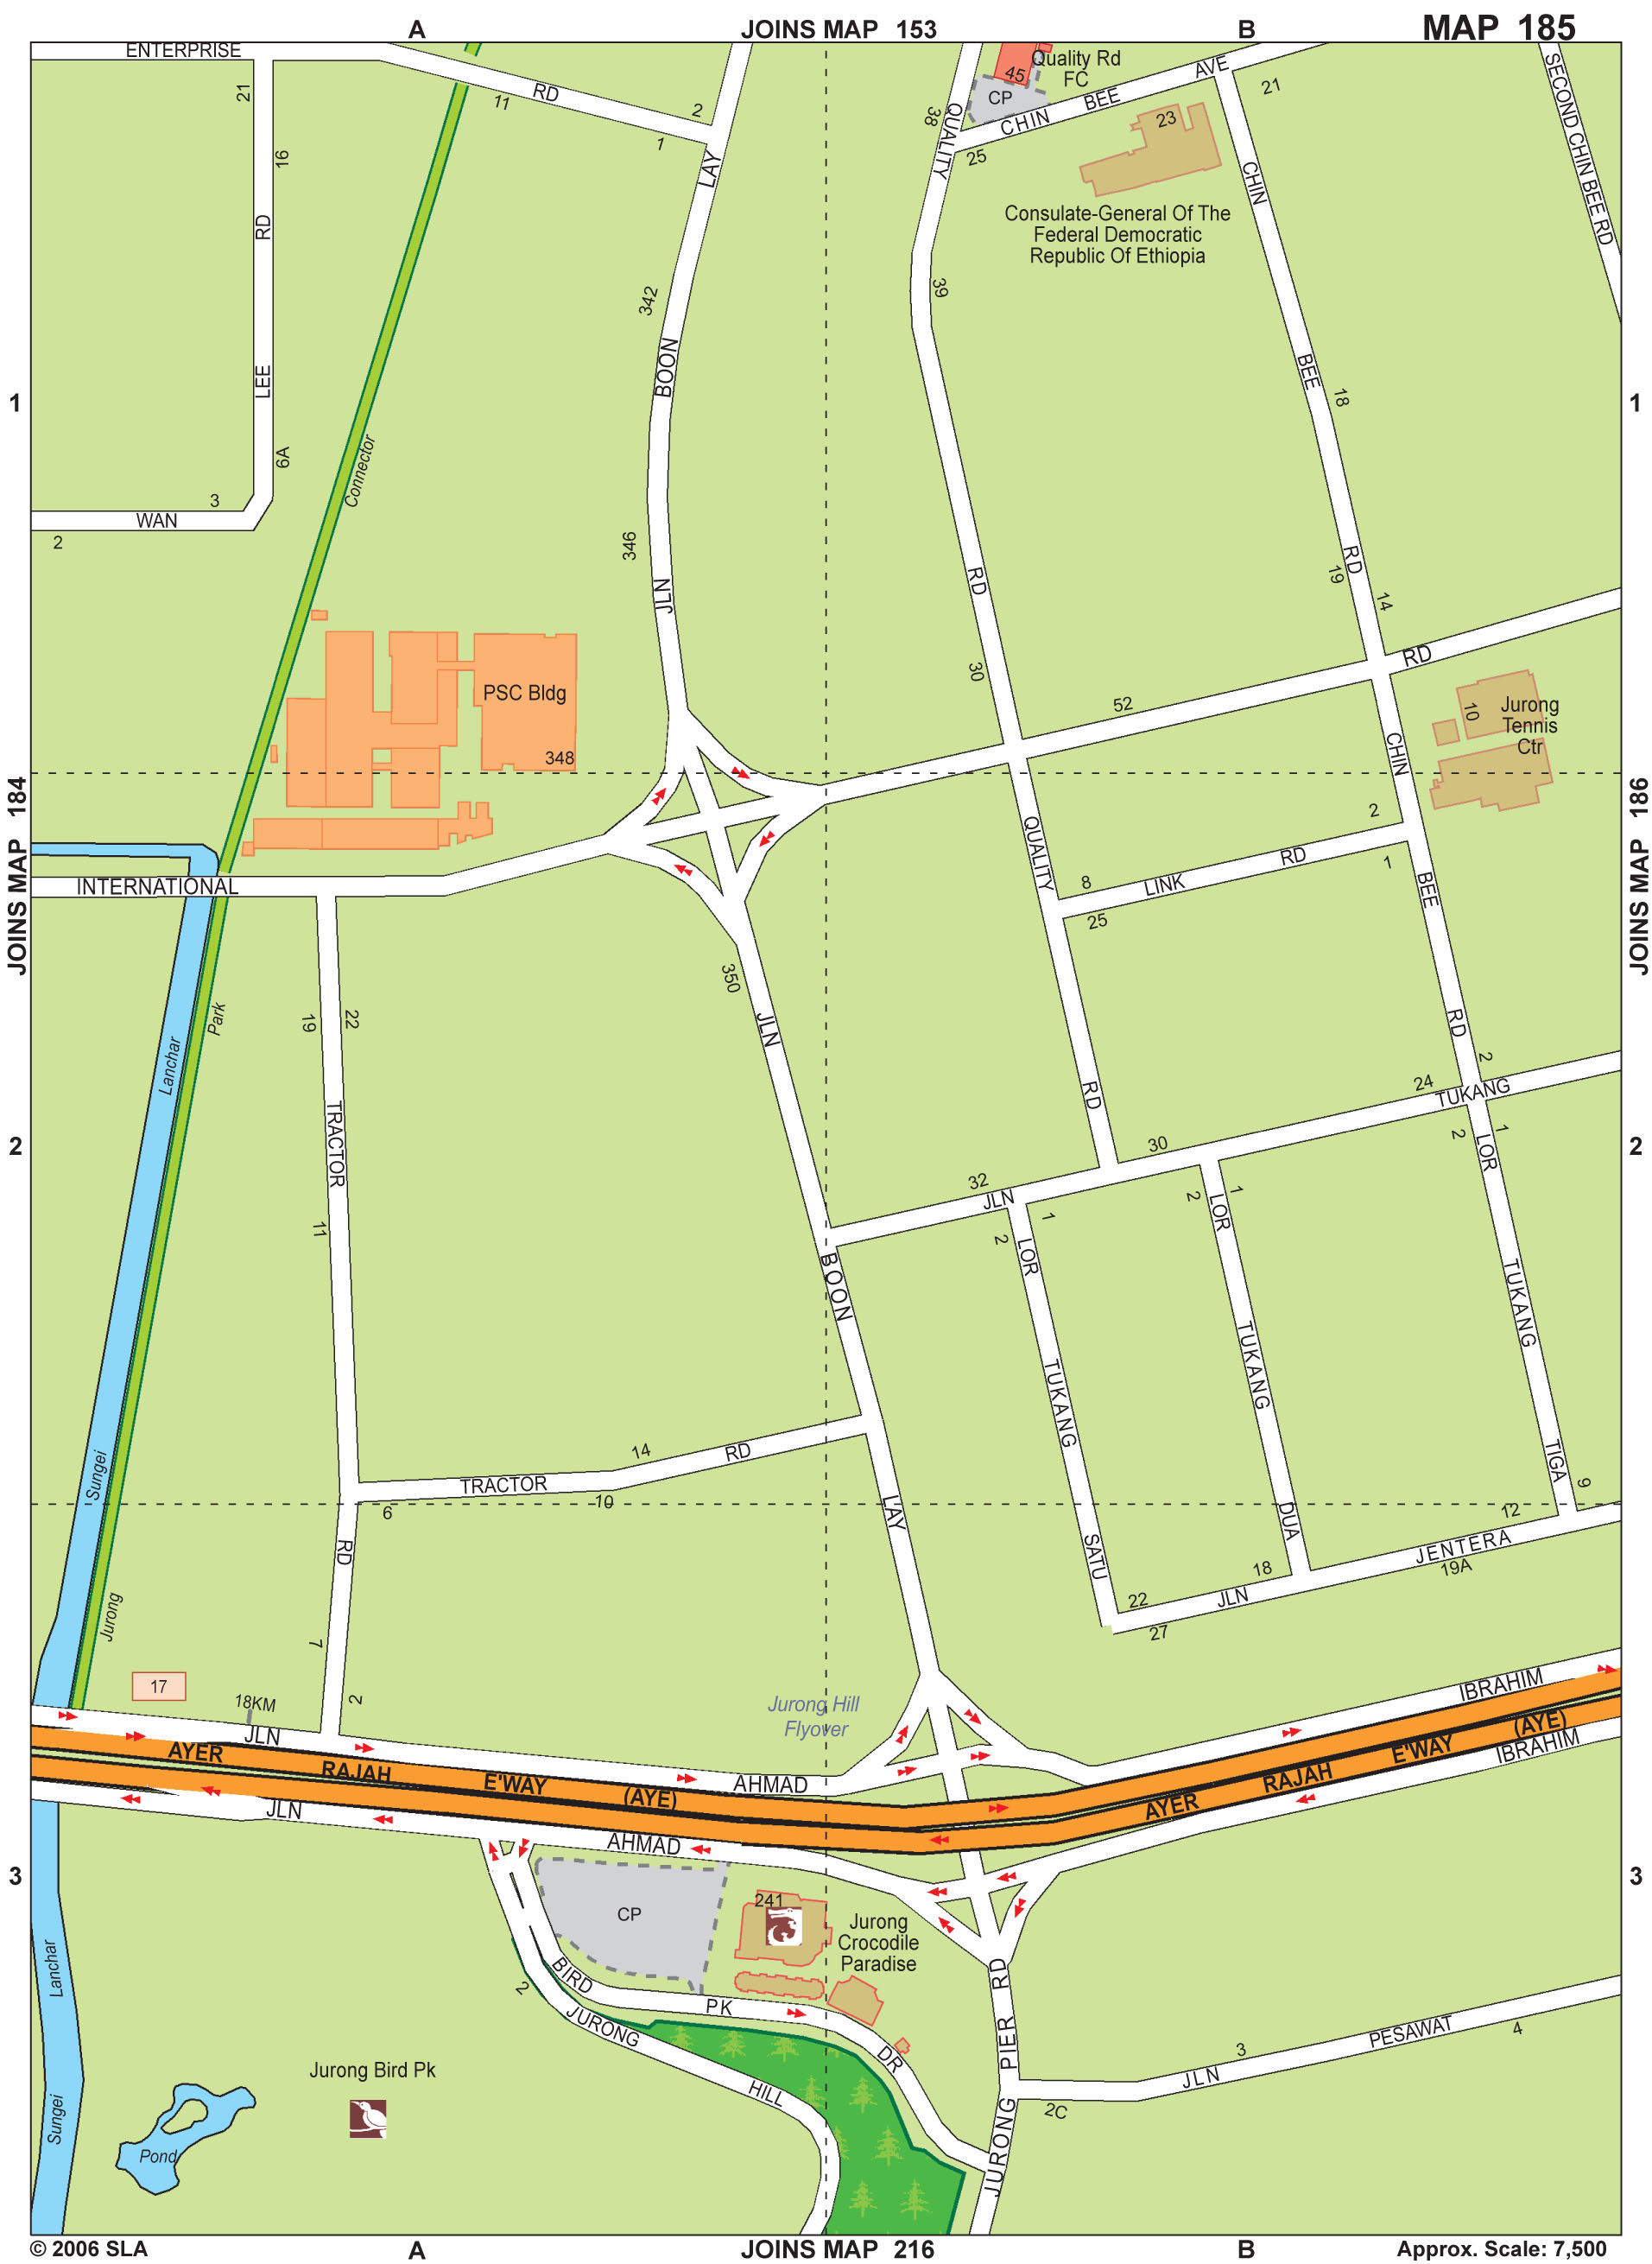 A
JOINS MAP 153
B
MAP 185
ENTERPRISE
RD
21
11
2
1
16
RD
LEE
6A
3
WAN
2
Connector
LAY
342
BOON
346
JLN
45
Quality Rd
FC
CP
38
QUALITY
CHIN
BEE
AVE
25
21
23
Consulate-General Of The
Federal Democratic
Republic Of Ethiopia
SECOND CHIN BEE RD
CHIN
39
BEE
18
1
1
RD
RD
19
14
30
52
RD
PSC Bldg
348
10
Jurong
Tennis
Ctr
CHIN
JOINS MAP 184
JOINS MAP 186
INTERNATIONAL
QUALITY
2
8
LINK
RD
1
25
BEE
350
JLN
Park
Lanchar
19
22
RD
2
24
TUKANG
RD
TRACTOR
2
2
30
2
1
LOR
32
JLN
1
2
LOR
2
1
LOR
11
BOON
TUKANG
TUKANG
TUKANG
14
RD
TRACTOR
6
10
Sungei
TIGA
9
LAY
DUA
12
RD
SATU
JENTERA
19A
18
JLN
22
27
Jurong
7
2
17
18KM
JLN
Jurong Hill
Flyover
IBRAHIM
AYER
RAJAH
E'WAY
(AYE)
AHMAD
(AYE)
E'WAY
IBRAHIM
RAJAH
AYER
JLN
AHMAD
3
3
CP
241
Jurong
Crocodile
Paradise
Lanchar
BIRD
2
PK
JURONG
DR
PIER RD
HILL
JURONG
3
PESAWAT
4
JLN
2C
Jurong Bird Pk
Sungei
Pond
© 2006 SLA
A
JOINS MAP 216
B
Approx. Scale: 7,500